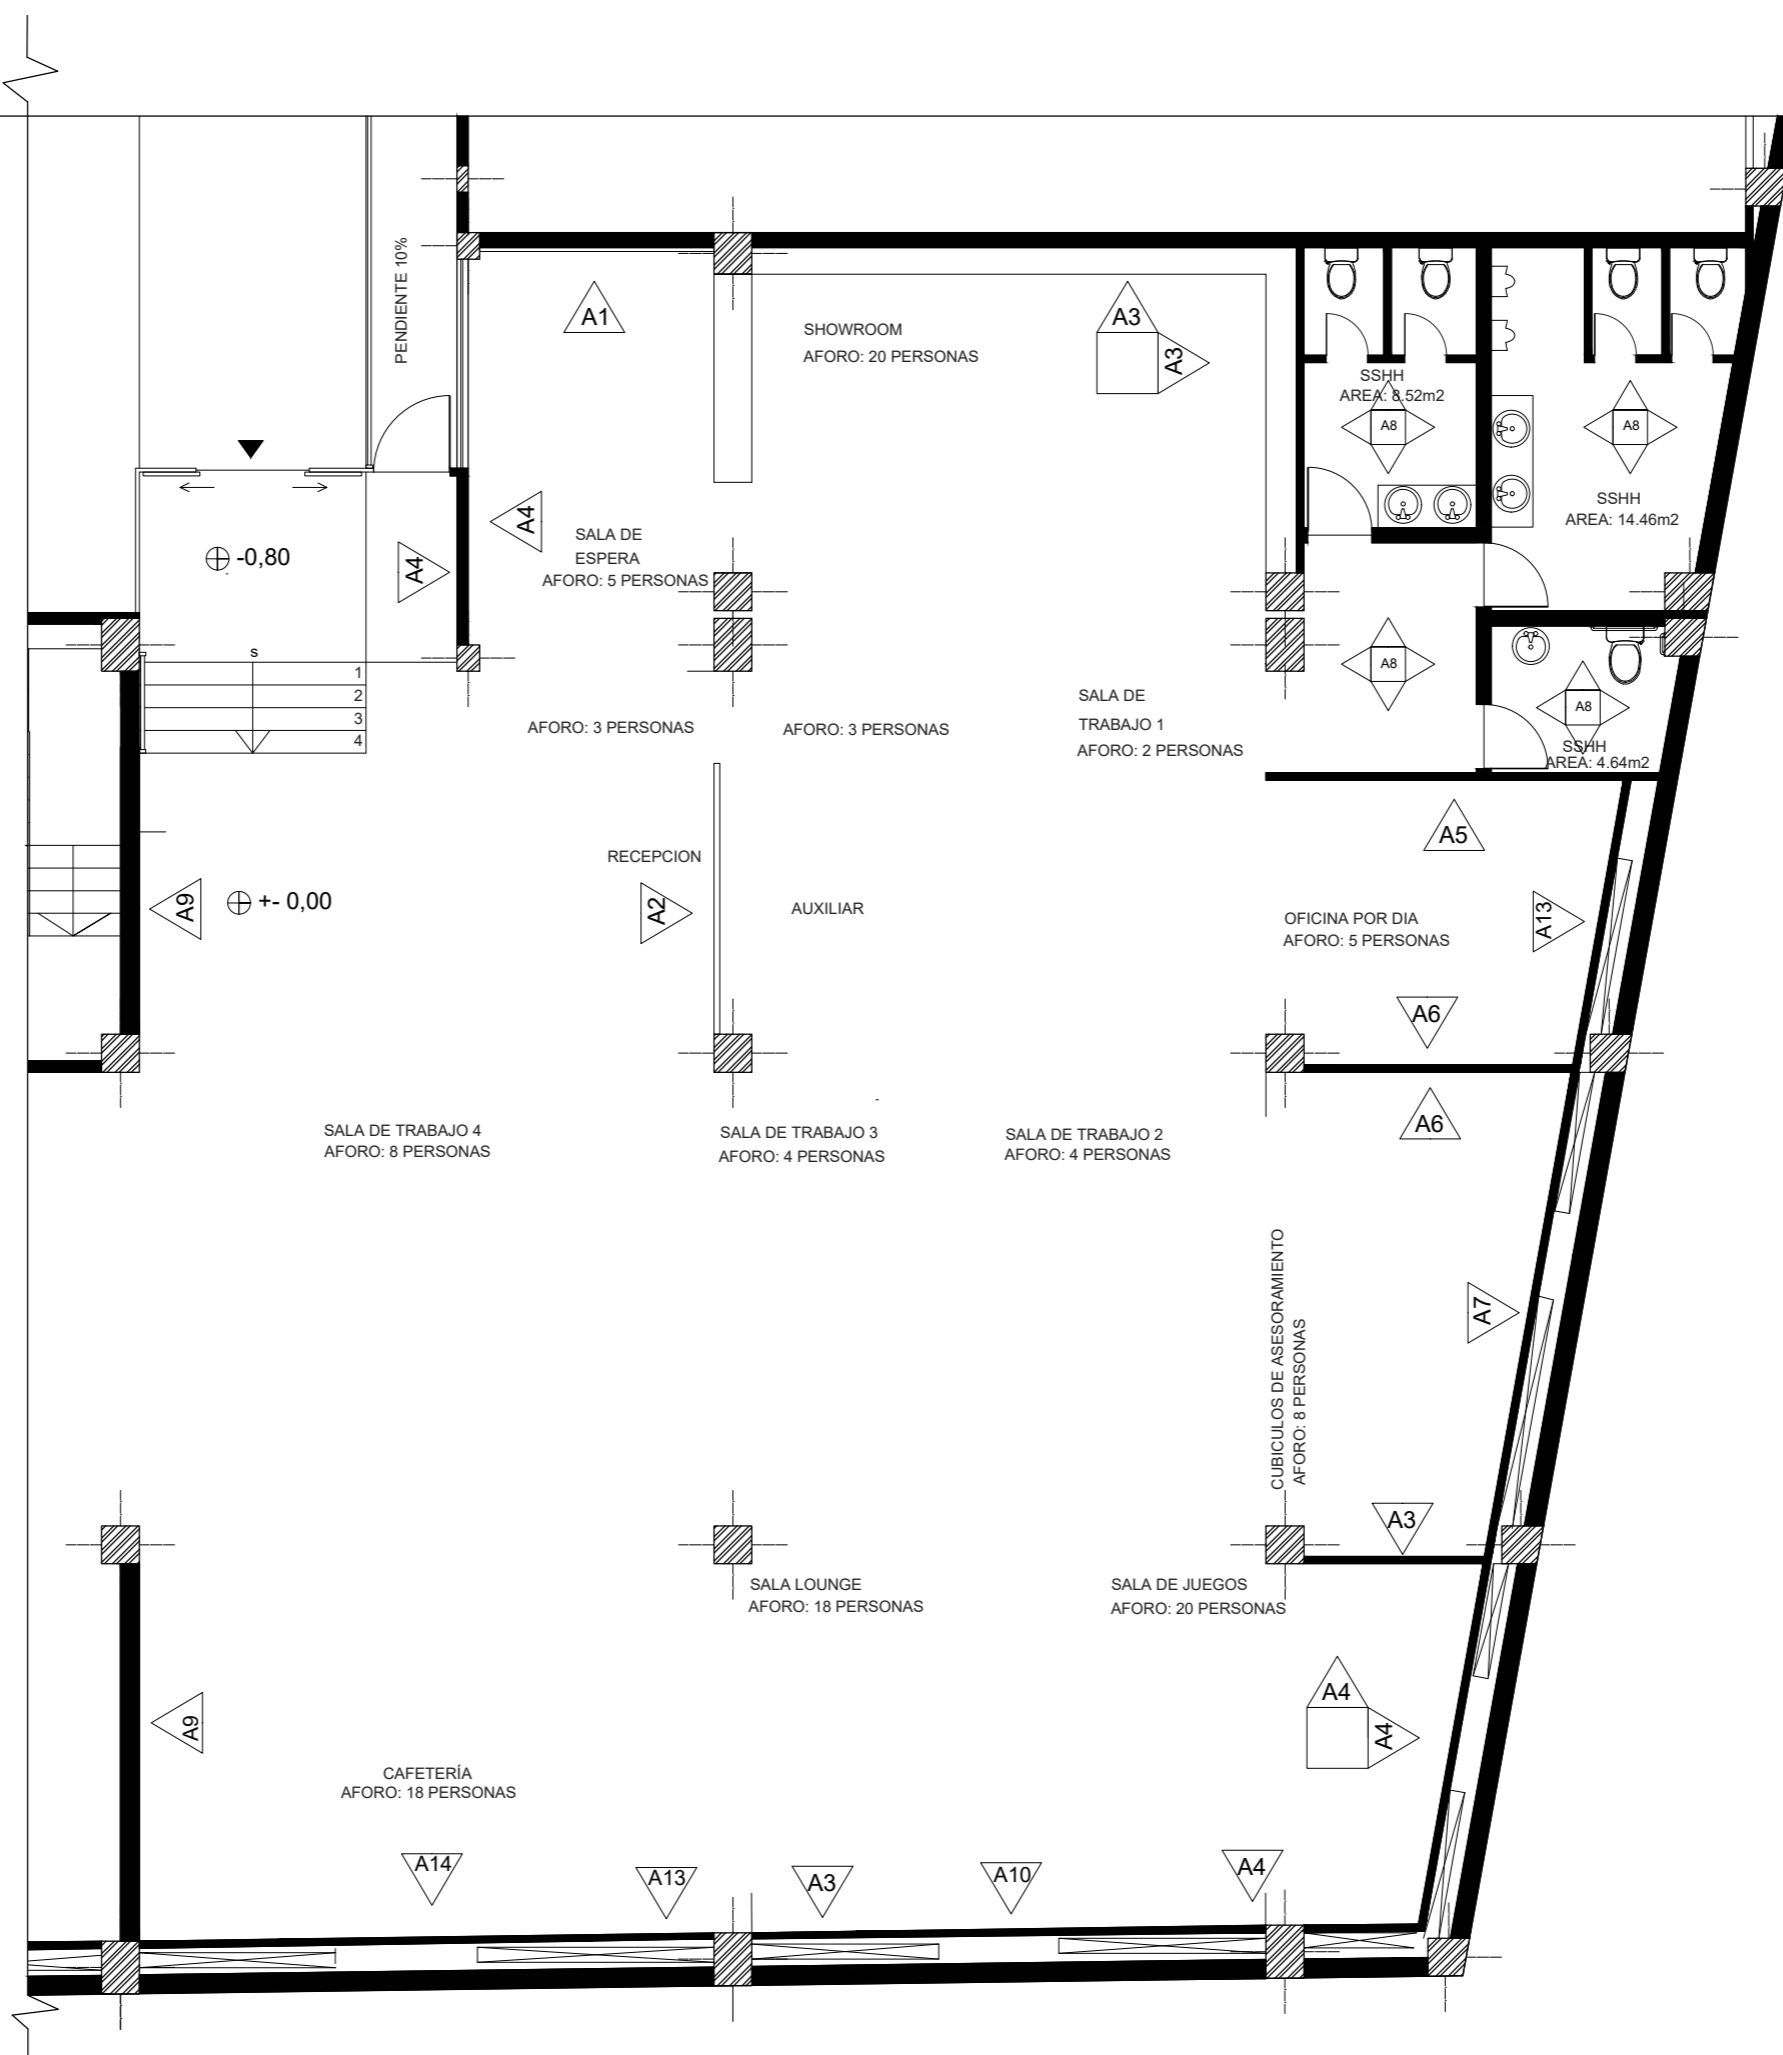 PENDIENTE 10%
A1
SHOWROOM
AFORO: 20 PERSONAS
A3
A3
SSHH
AREA: 8.52m2
A8
A8
SSHH
AREA: 14.46m2
A4
SALA DE
ESPERA
AFORO: 5 PERSONAS
-0,80
A4
s
1
2
3
4
A8
A8
SSHH
AREA: 4.64m2
AFORO: 3 PERSONAS
AFORO: 3 PERSONAS
SALA DE
TRABAJO 1
AFORO: 2 PERSONAS
A5
RECEPCION
A9
+- 0,00
A2
AUXILIAR
OFICINA POR DIA
AFORO: 5 PERSONAS
A13
A6
A6
SALA DE TRABAJO 4
AFORO: 8 PERSONAS
SALA DE TRABAJO 3
AFORO: 4 PERSONAS
SALA DE TRABAJO 2
AFORO: 4 PERSONAS
CUBICULOS DE ASESORAMIENTO
AFORO: 8 PERSONAS
A7
A3
SALA LOUNGE
AFORO: 18 PERSONAS
SALA DE JUEGOS
AFORO: 20 PERSONAS
A4
A4
A9
CAFETERÍA
AFORO: 18 PERSONAS
A14
A13
A3
A10
A4